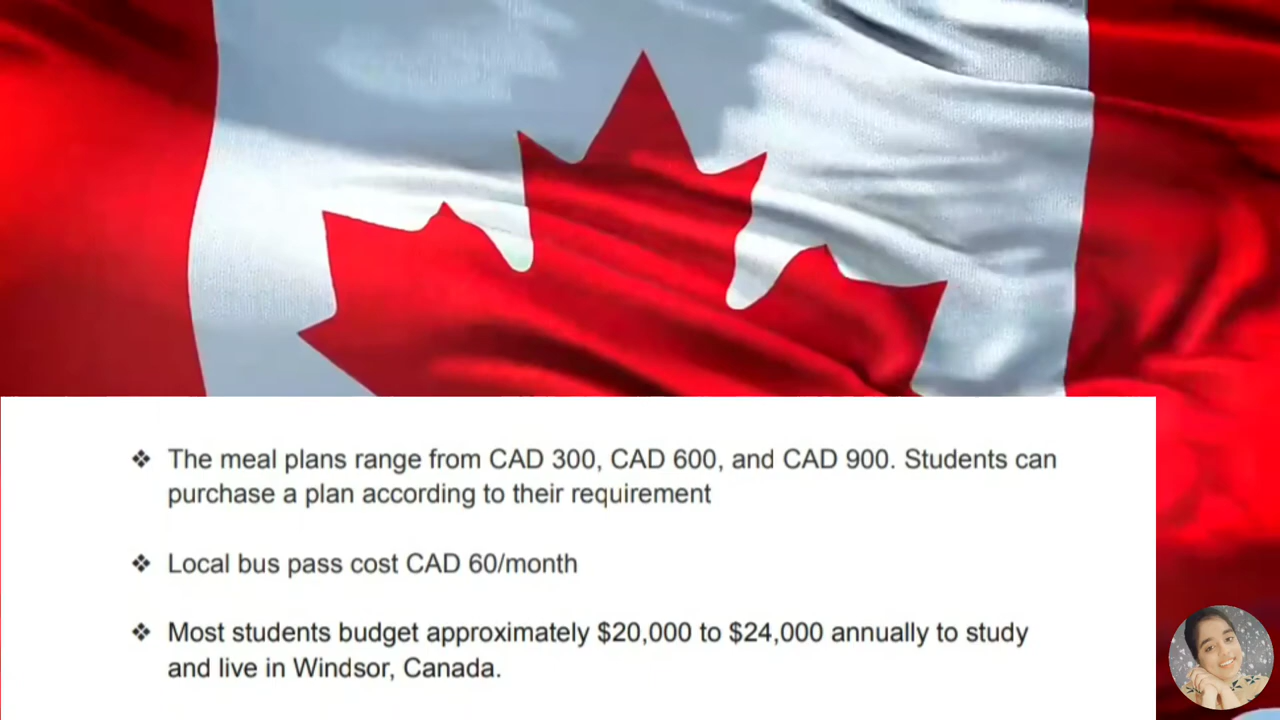 ❖ The meal plans range from CAD 300, CAD 600, and CAD 900. Students can
purchase a plan according to their requirement
❖ Local bus pass cost CAD 60/month
❖ Most students budget approximately $20,000 to $24,000 annually to study
and live in Windsor, Canada.